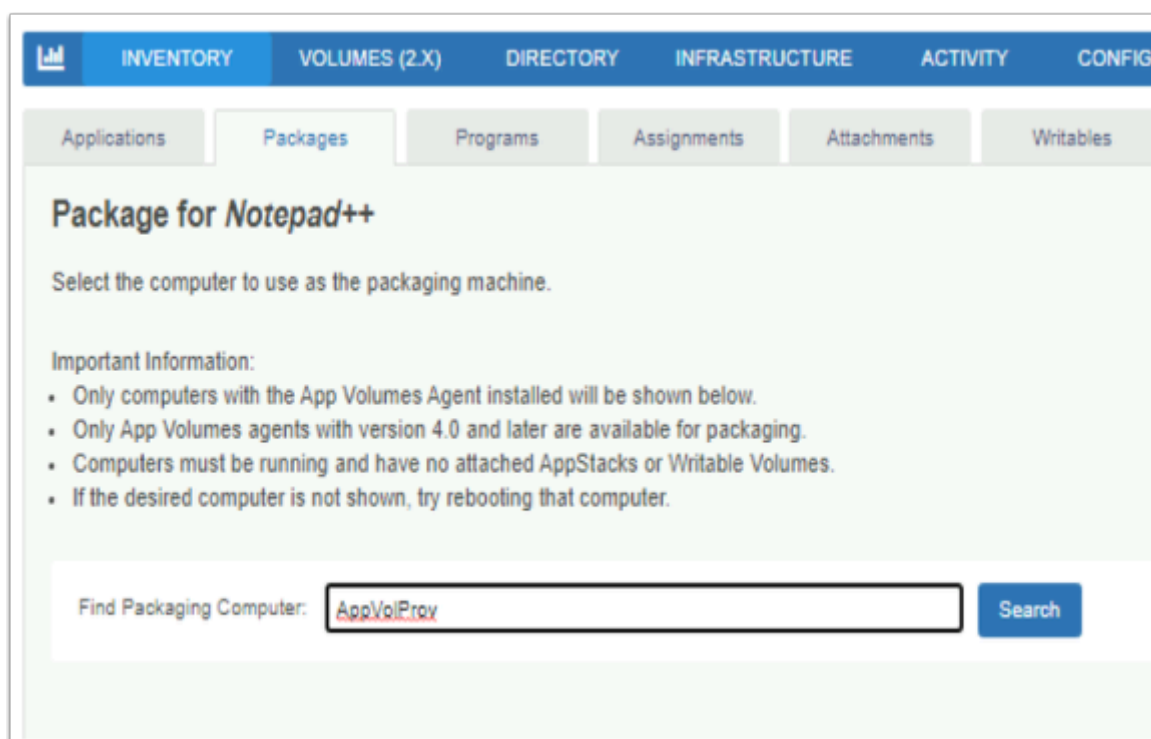 INVENTORY VOLUMES (2.X) DIRECTORY INFRASTRUCTURE ACTIVITY CONFIG
Applications Packages Programs Assignments Attachments Writables
Package for Notepad++
Select the computer to use as the packaging machine.
Important Information:
• Only computers with the App Volumes Agent installed will be shown below.
• Only App Volumes agents with version 4.0 and later are available for packaging.
• Computers must be running and have no attached AppStacks or Writable Volumes.
• If the desired computer is not shown, try rebooting that computer.
Find Packaging Computer: AppVolProv Search